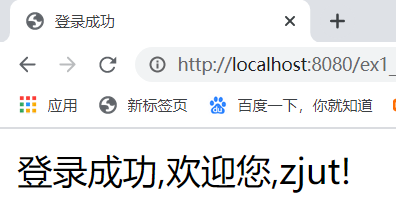 登录成功
http://localhost:8080/ex1_
应用 新标签页 百度一下，你就知道
登录成功,欢迎您,zjut!